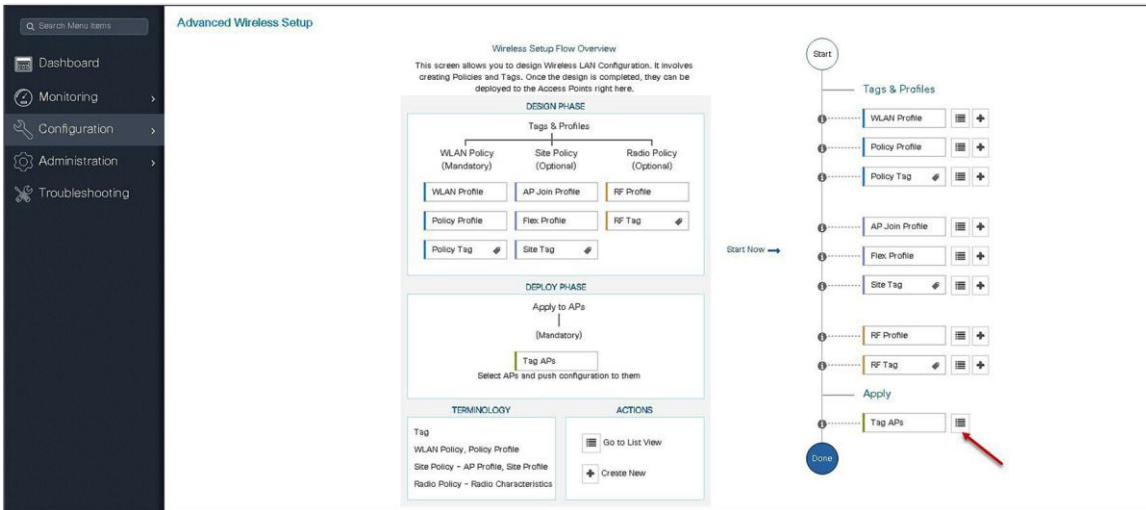 Search Menu Items
Dashboard
Monitoring
Configuration
Administration
Troubleshooting
Advanced Wireless Setup
Wireless Setup Flow Overview
This screen allows you to design Wireless LAN Configuration. It involves
creating Policies and Tags. Once the design is completed, they can be
deployed to the Access Points right here.
DESIGN PHASE
Tags & Profiles
WLAN Policy
(Mandatory)
Site Policy
(Optional)
Radio Policy
(Optional)
WLAN Profile
AP Join Profile
RF Profile
Policy Profile
Flex Profile
RF Tag
Policy Tag
Site Tag
DEPLOY PHASE
Apply to APs
(Mandatory)
Tag APs
Select APs and push configuration to them
TERMINOLOGY
Tag
WLAN Policy, Policy Profile
Site Policy - AP Profile, Site Profile
Radio Policy - Radio Characteristics
ACTIONS
Go to List View
Create New
Start Now
Start
Tags & Profiles
WLAN Profile
Policy Profile
Policy Tag
AP Join Profile
Flex Profile
Site Tag
RF Profile
RF Tag
Apply
Tag APs
Done